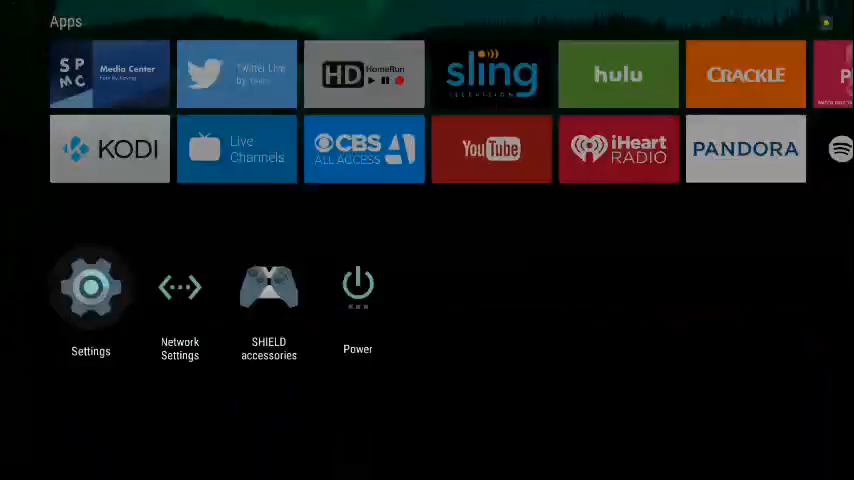 Apps
SPMC
Media Center
Twitter Live
HD HomeRun
sling
TELEVISION
hulu
CRACKLE
P
KODI
Live Channels
CBS
ALL ACCESS
YouTube
iHeart RADIO
PANDORA
Settings
Network Settings
SHIELD accessories
Power